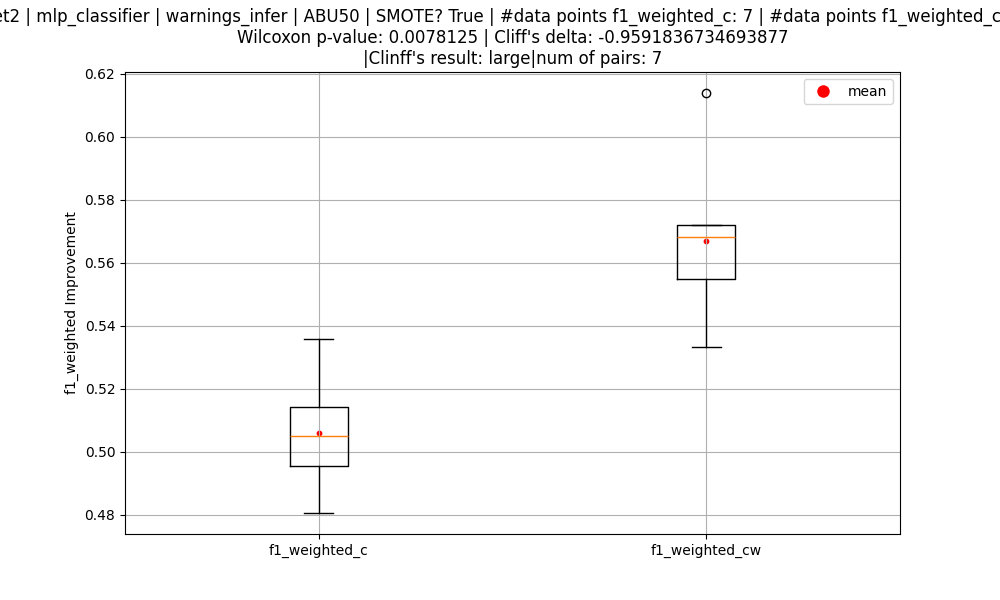 et2 | mlp_classifier | warnings_infer | ABU50 | SMOTE? True | #data points f1_weighted_c: 7 | #data points f1_weighted_c
Wilcoxon p-value: 0.0078125 | Cliff's delta: -0.9591836734693877
|Clinff's result: large|num of pairs: 7
mean
0.62
0.60
0.58
0.56
0.54
0.52
0.50
0.48
f1_weighted Improvement
f1_weighted_c
f1_weighted_cw